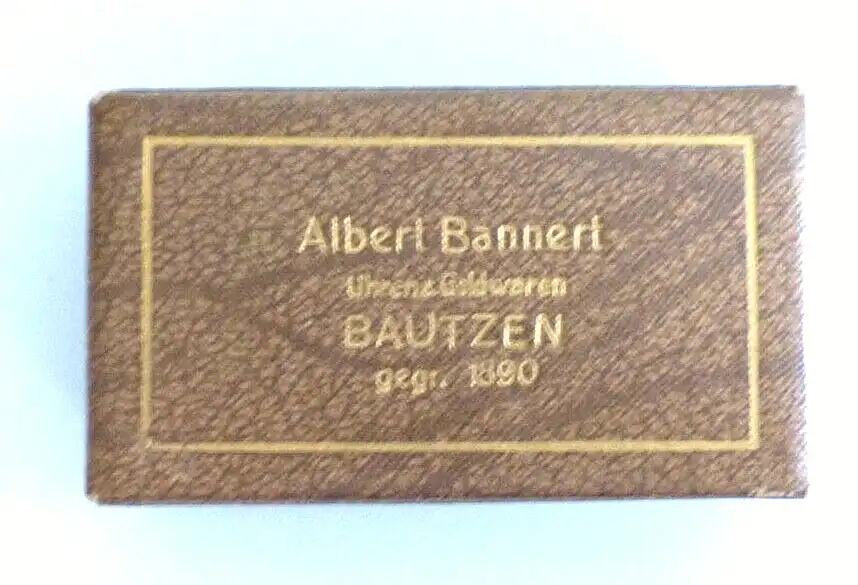 Albert Bannert
Uhren & Goldwaren
BAUTZEN
gegr. 1890